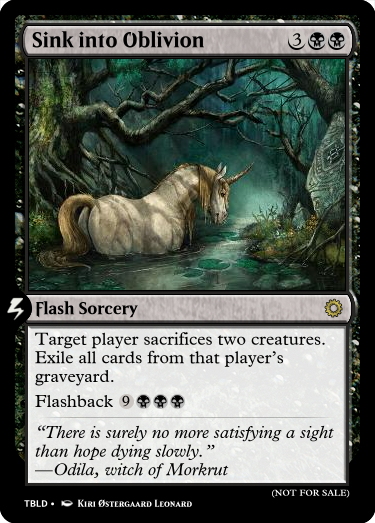 Sink into Oblivion 3
Flash Sorcery
Target player sacrifices two creatures.
Exile all cards from that player's
graveyard.
Flashback 9
"There is surely no more satisfying a sight
than hope dying slowly."
—Odila, witch of Morkrut
(NOT FOR SALE)
TBLD • Kiri Østergaard Leonard